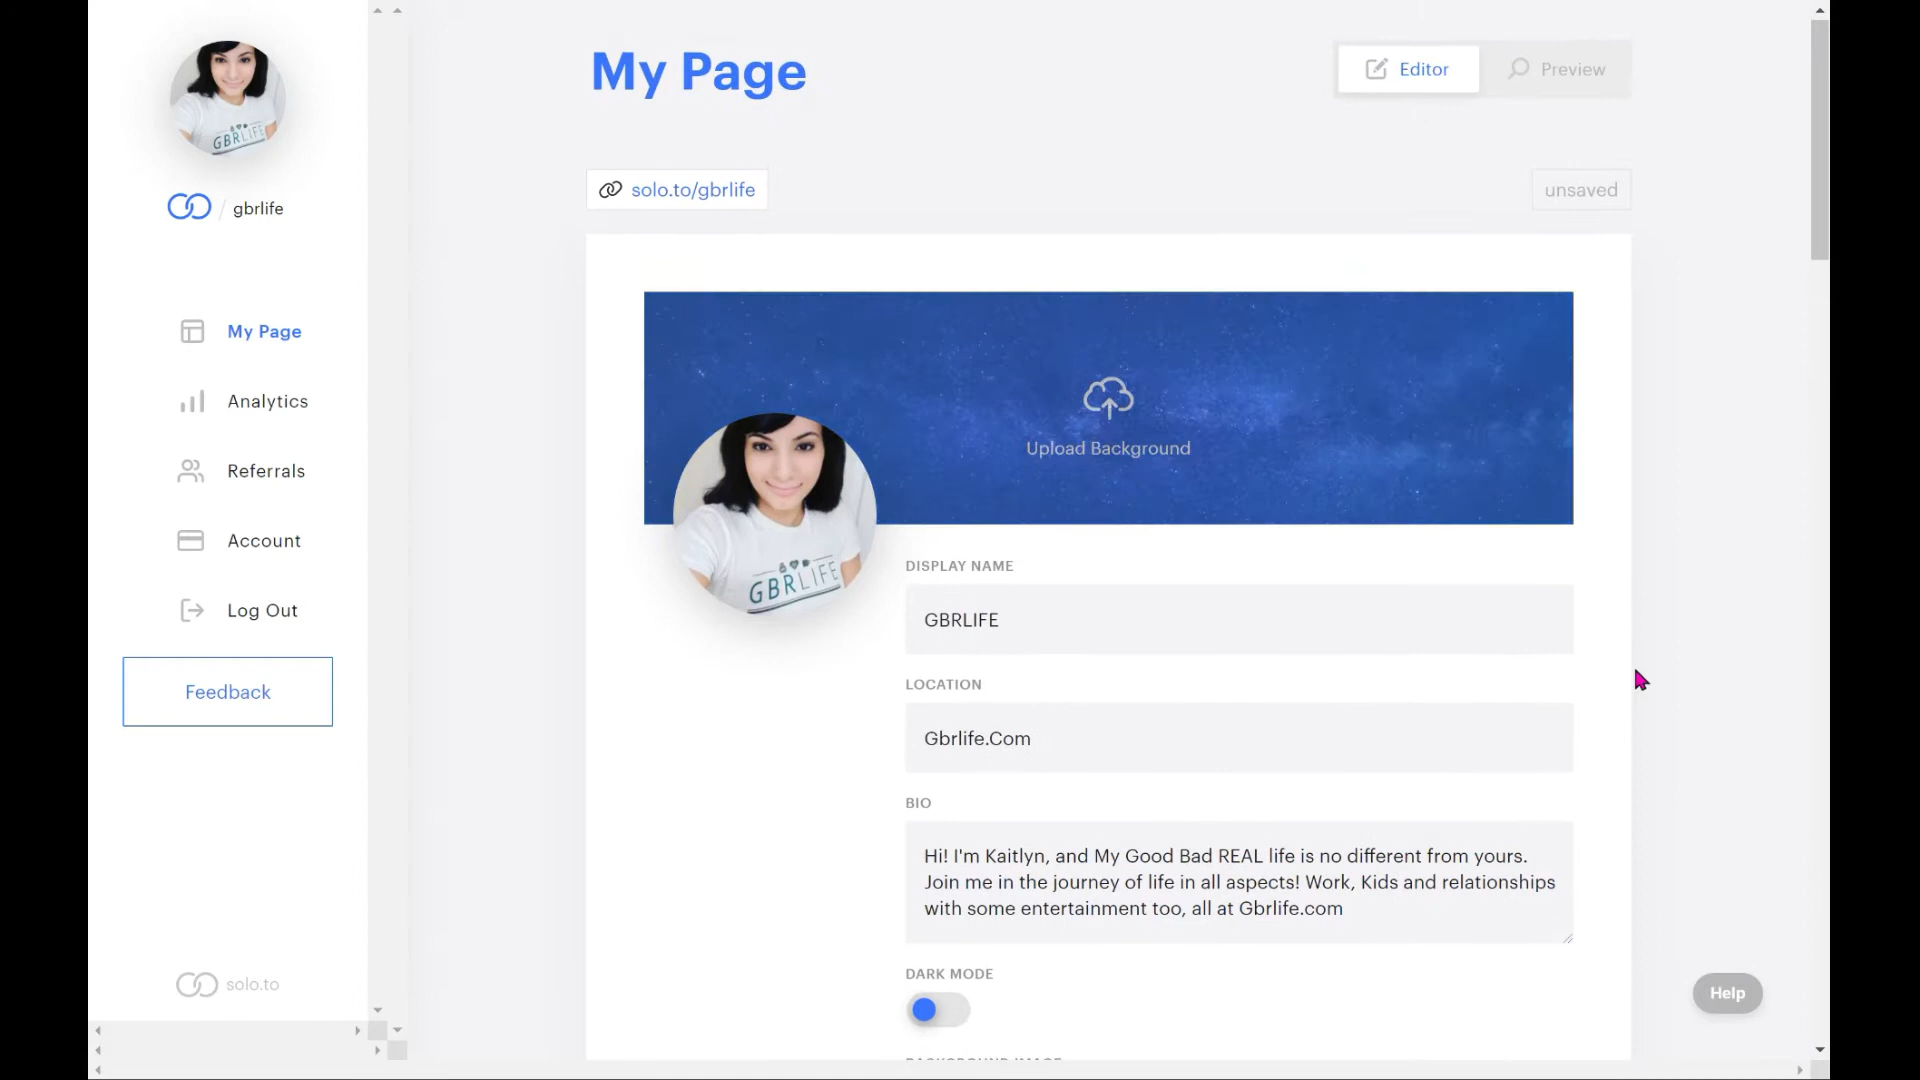 My Page
Editor
Preview
GBRLIFE
/ gbrlife
solo.to/gbrlife
unsaved
My Page
Analytics
Referrals
Account
Log Out
Feedback
solo.to
Upload Background
GBRLIFE
DISPLAY NAME
GBRLIFE
LOCATION
Gbrlife.Com
BIO
Hi! I'm Kaitlyn, and My Good Bad REAL life is no different from yours.
Join me in the journey of life in all aspects! Work, Kids and relationships
with some entertainment too, all at Gbrlife.com
DARK MODE
BACKGROUND IMAGE
Help